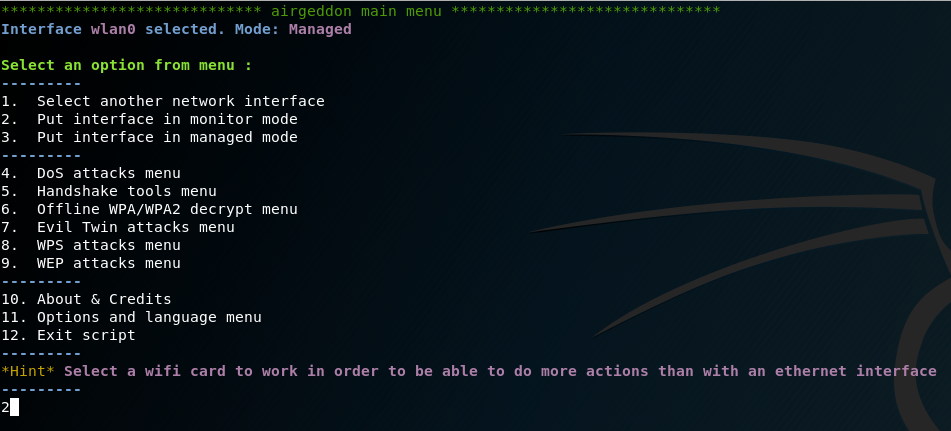 ***************************** airgeddon main menu ******************************
Interface wlan0 selected. Mode: Managed
Select an option from menu :
---------
1.  Select another network interface
2.  Put interface in monitor mode
3.  Put interface in managed mode
---------
4.  DoS attacks menu
5.  Handshake tools menu
6.  Offline WPA/WPA2 decrypt menu
7.  Evil Twin attacks menu
8.  WPS attacks menu
9.  WEP attacks menu
---------
10. About & Credits
11. Options and language menu
12. Exit script
---------
*Hint* Select a wifi card to work in order to be able to do more actions than with an ethernet interface
---------
2